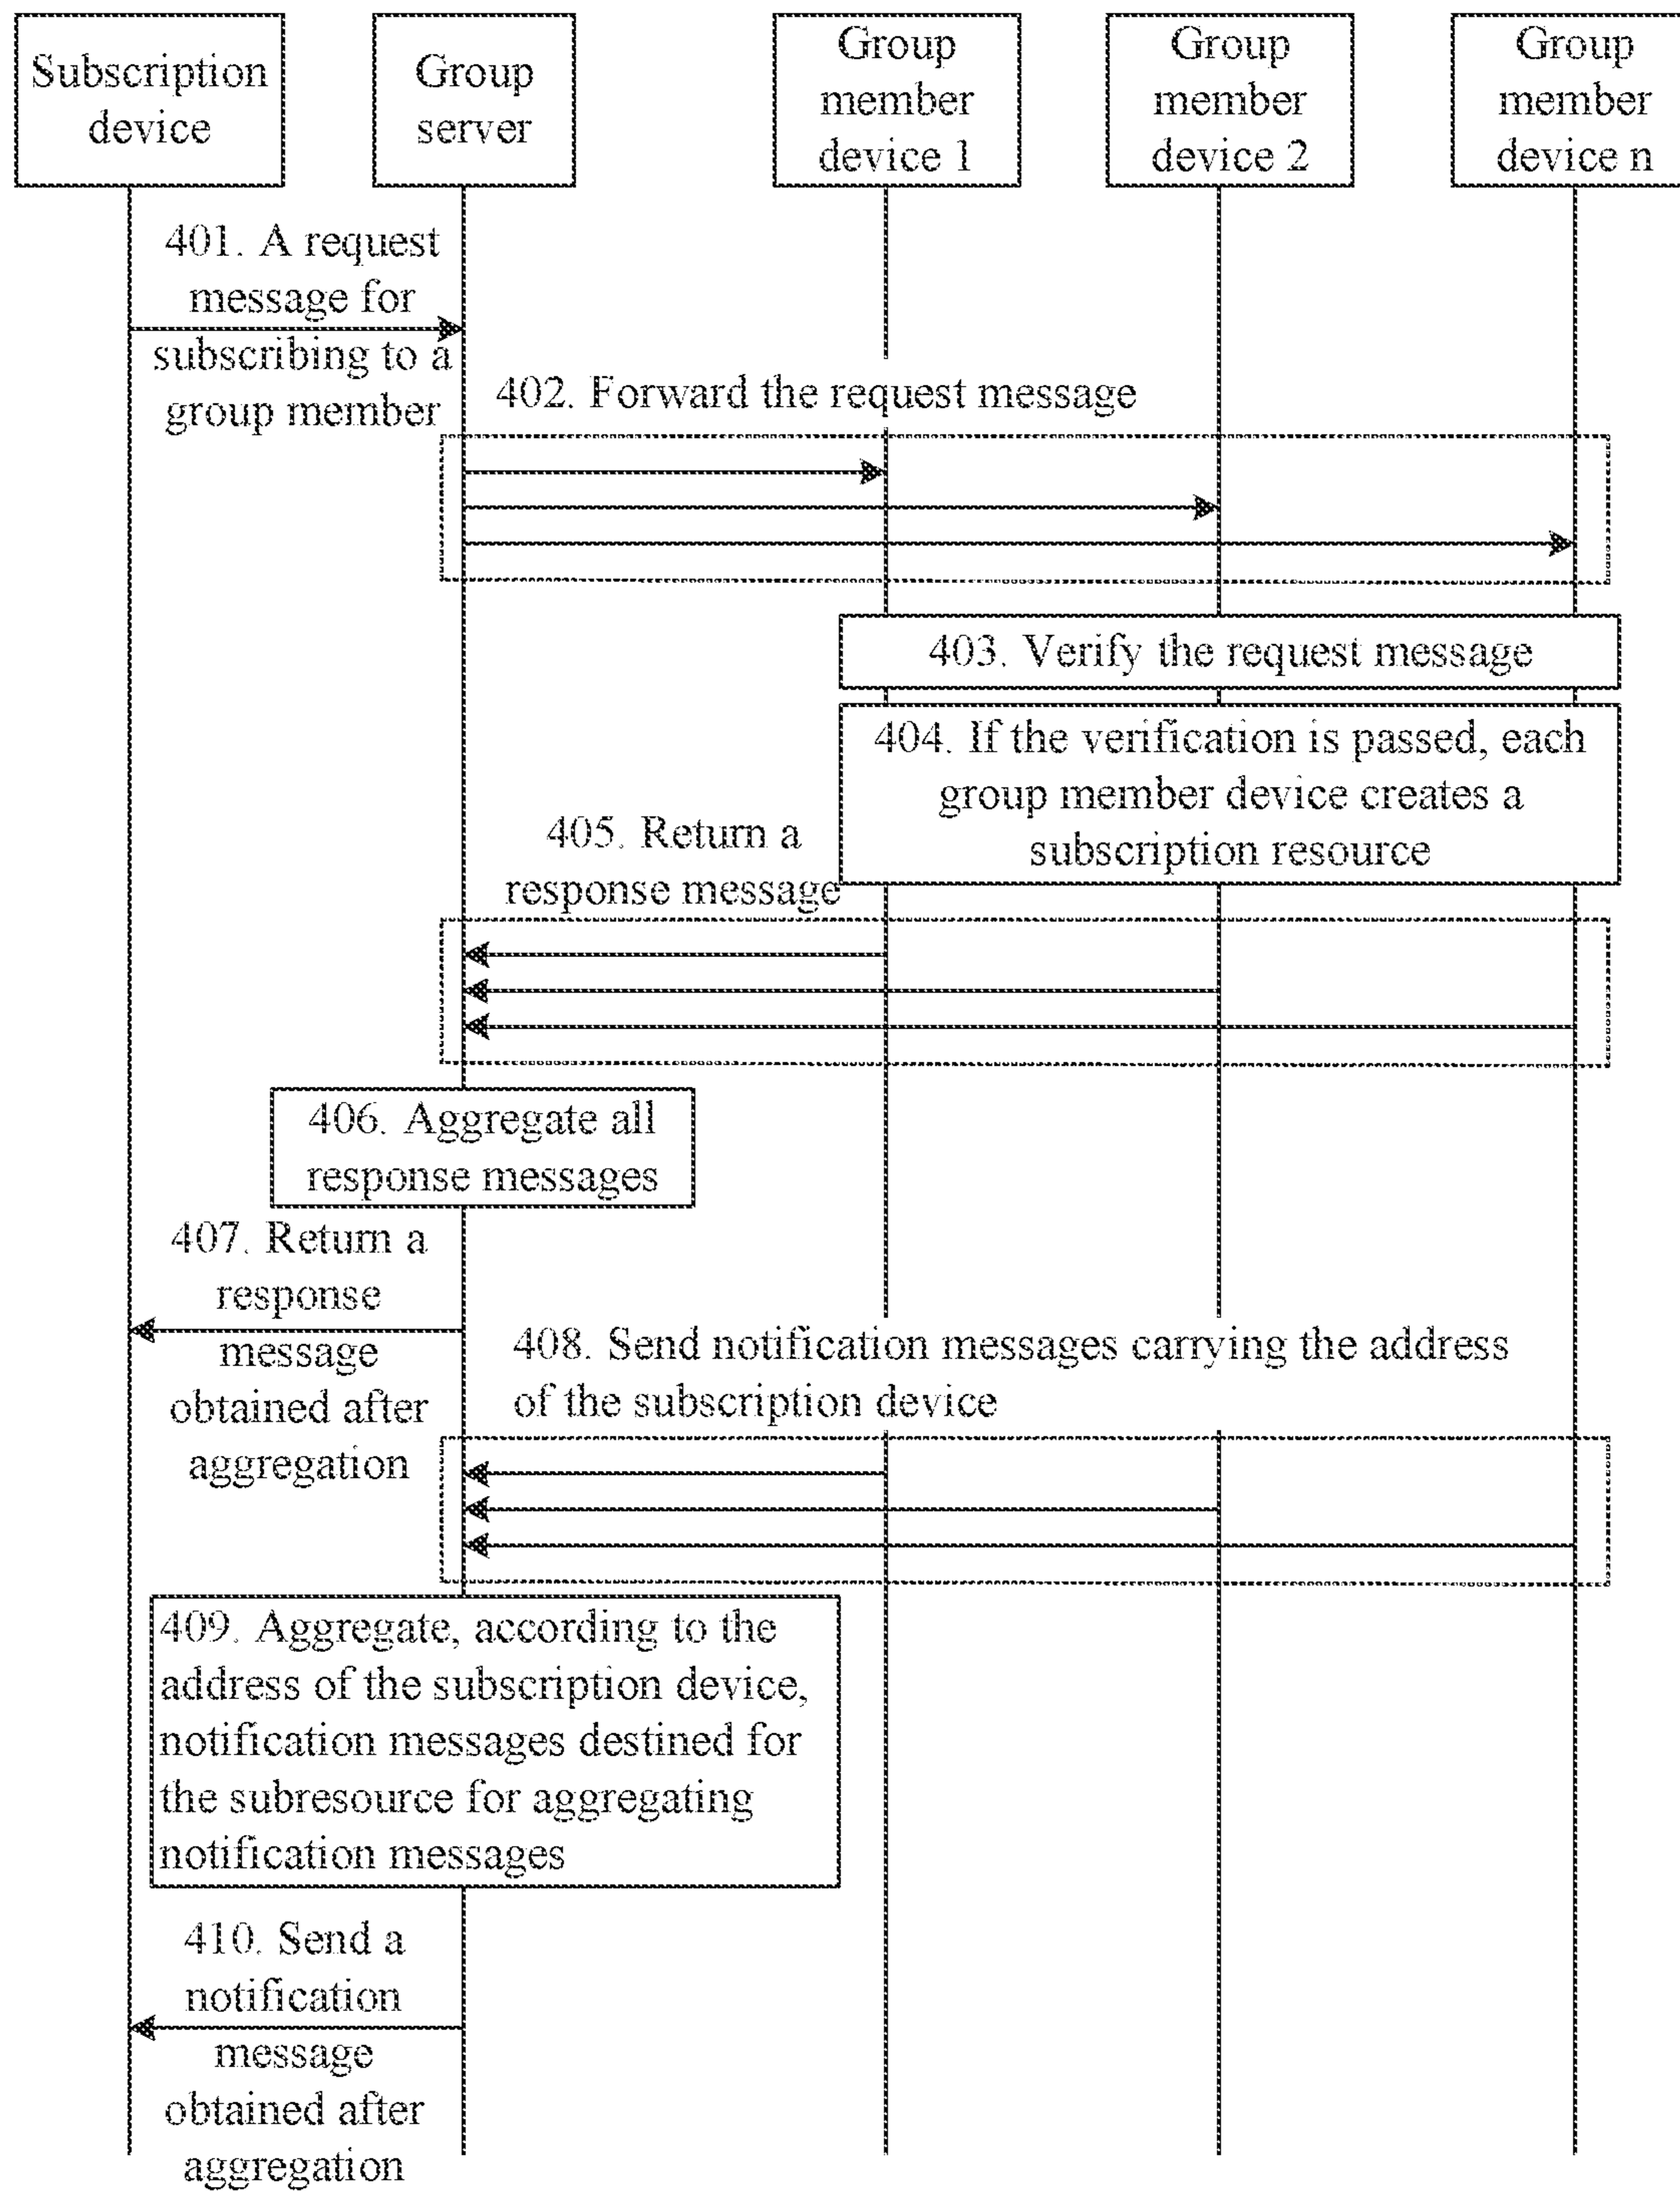 Subscription
device
Group
server
Group
member
device 1
Group
member
device 2
Group
member
device n
401. A request
message for
subscribing to a
group member
402. Forward the request message
403. Verify the request message
404. If the verification is passed, each
group member device creates a
subscription resource
405. Return a
response message
406. Aggregate all
response messages
407. Return a
response
message
obtained after
aggregation
408. Send notification messages carrying the address
of the subscription device
409. Aggregate, according to the
address of the subscription device,
notification messages destined for
the subresource for aggregating
notification messages
410. Send a
notification
message
obtained after
aggregation